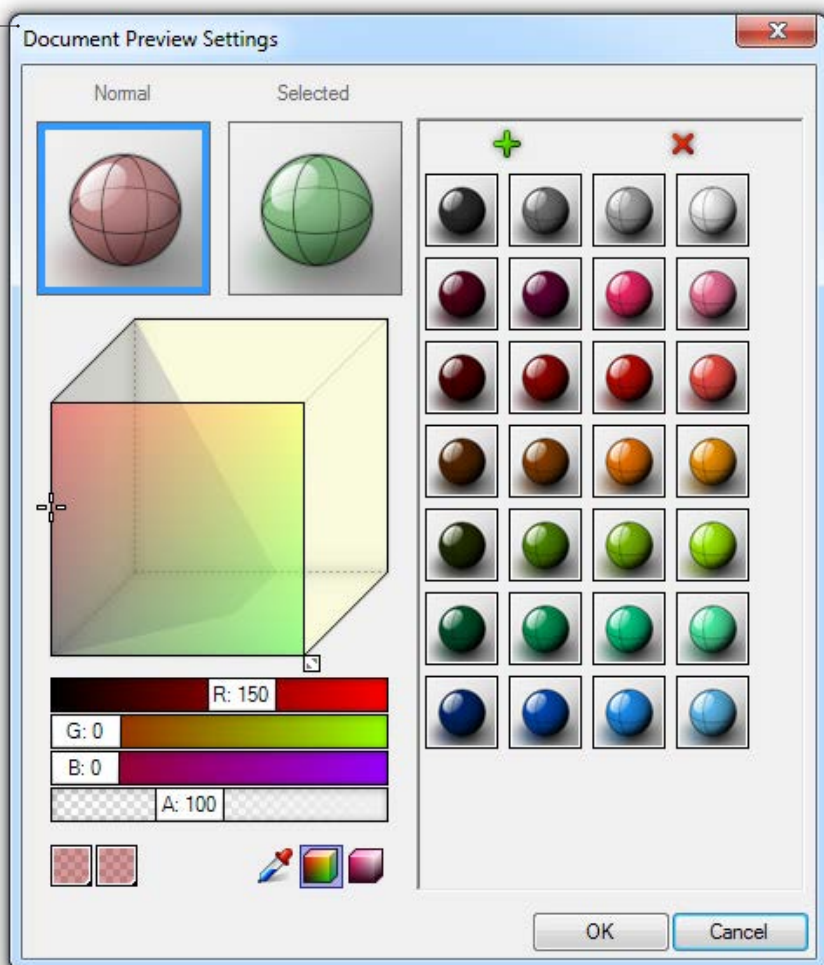 Document Preview Settings
Normal Selected
R: 150
G: 0
B: 0
A: 100
OK Cancel